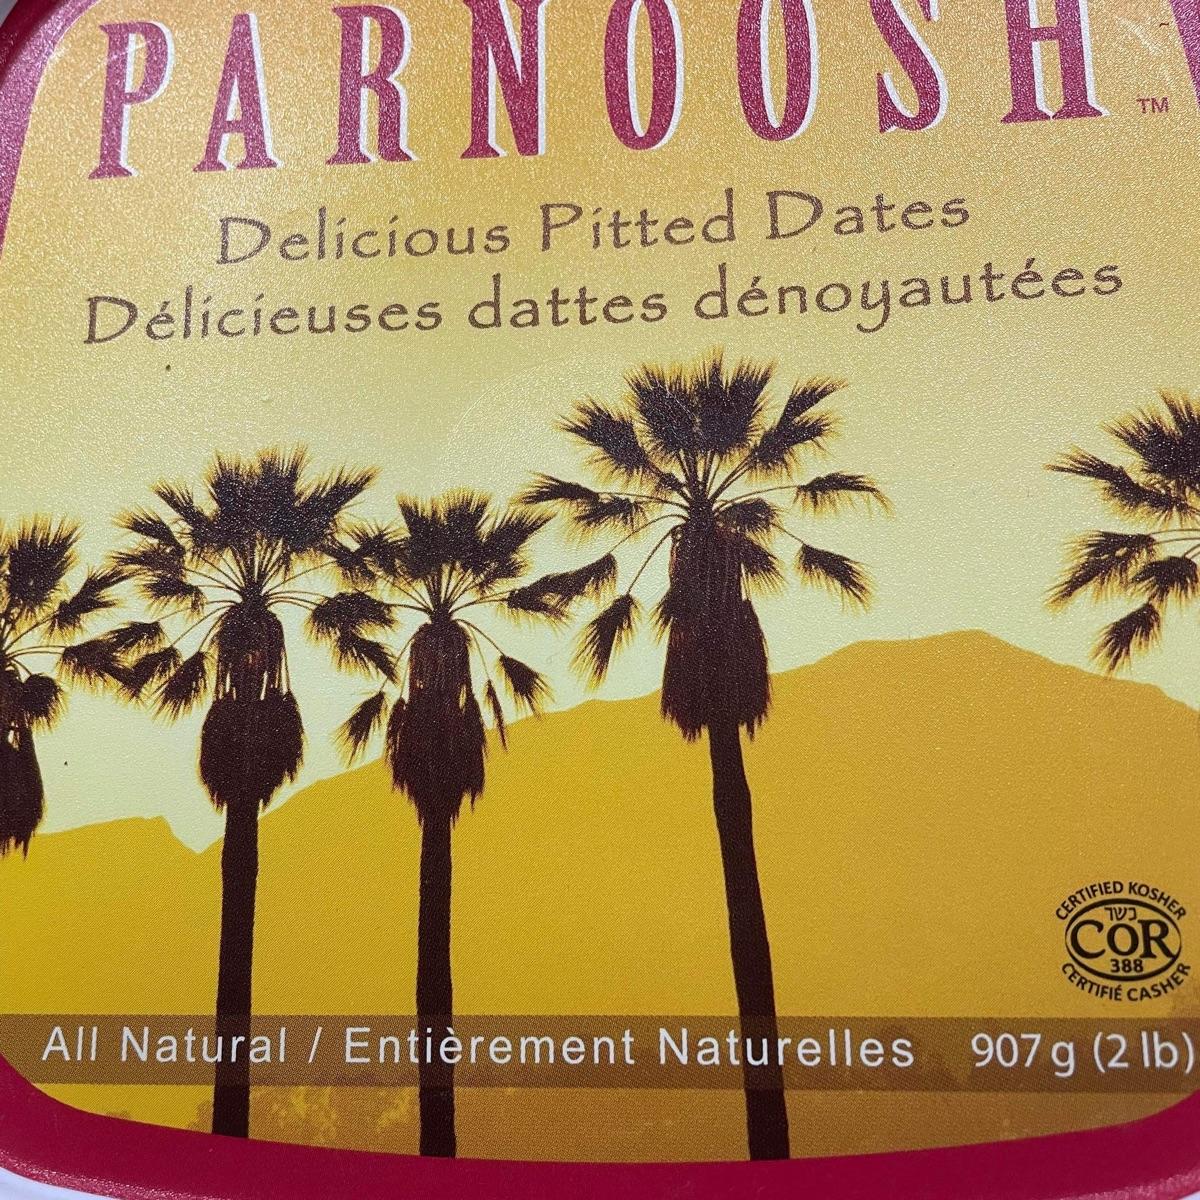 PARNOOSH™
Delicious Pitted Dates
Délicieuses dattes dénoyautées
CERTIFIED KOSHER
כשר
COR
388
CERTIFIÉ CASHER
All Natural / Entièrement Naturelles 907 g (2 lb)